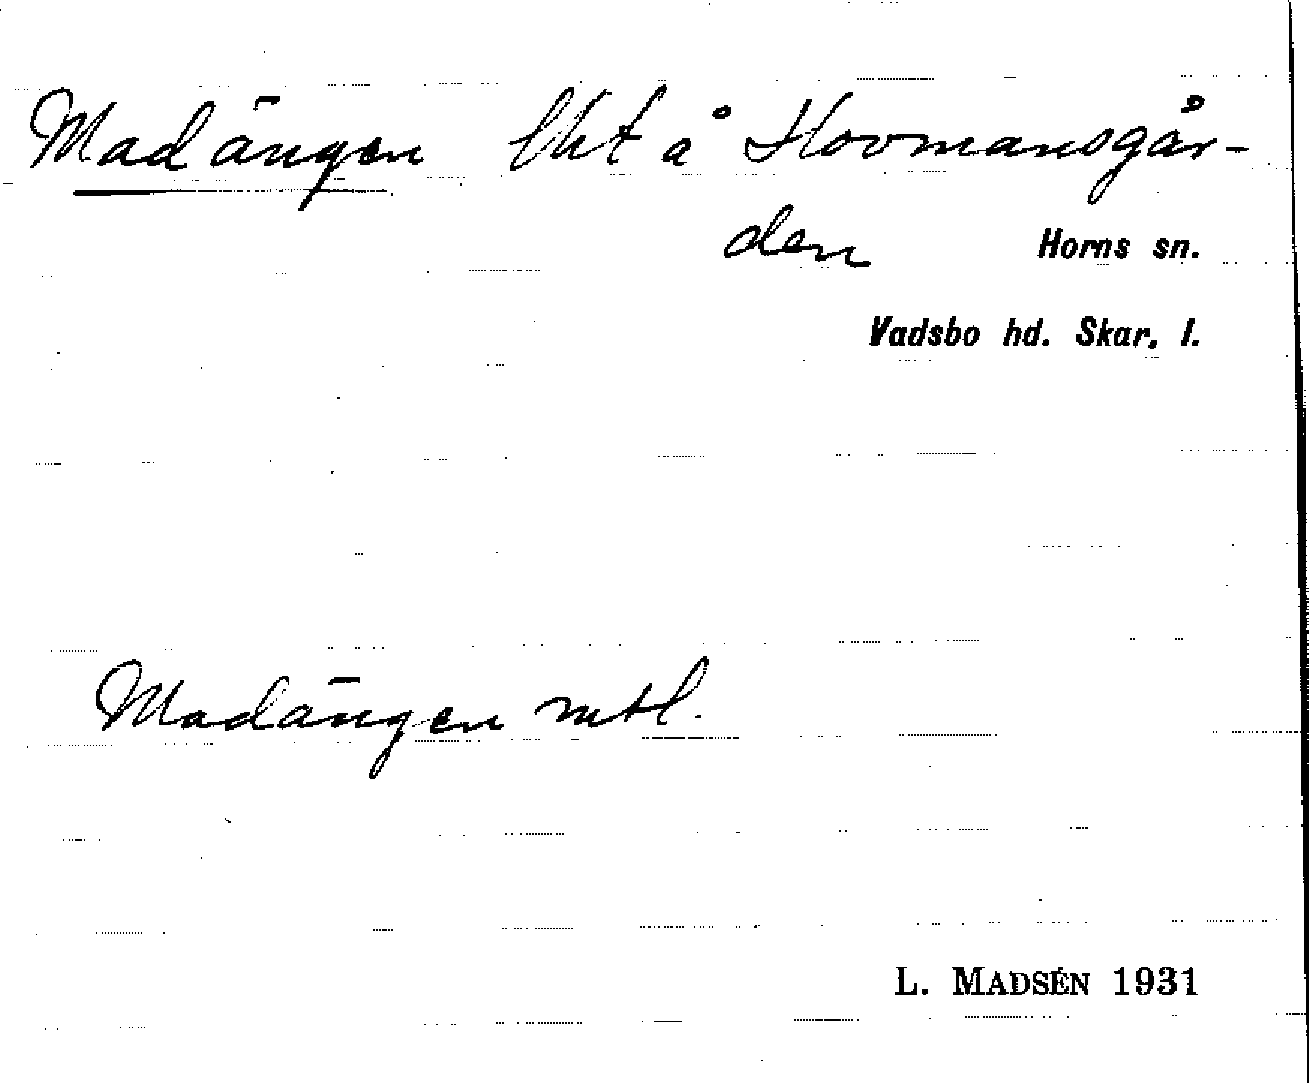 Madängen lht å Hovmansgår-
den Horns sn.
Vadsbo hd. Skar. l.
Madängen mtl.
L. MADSÉN 1931